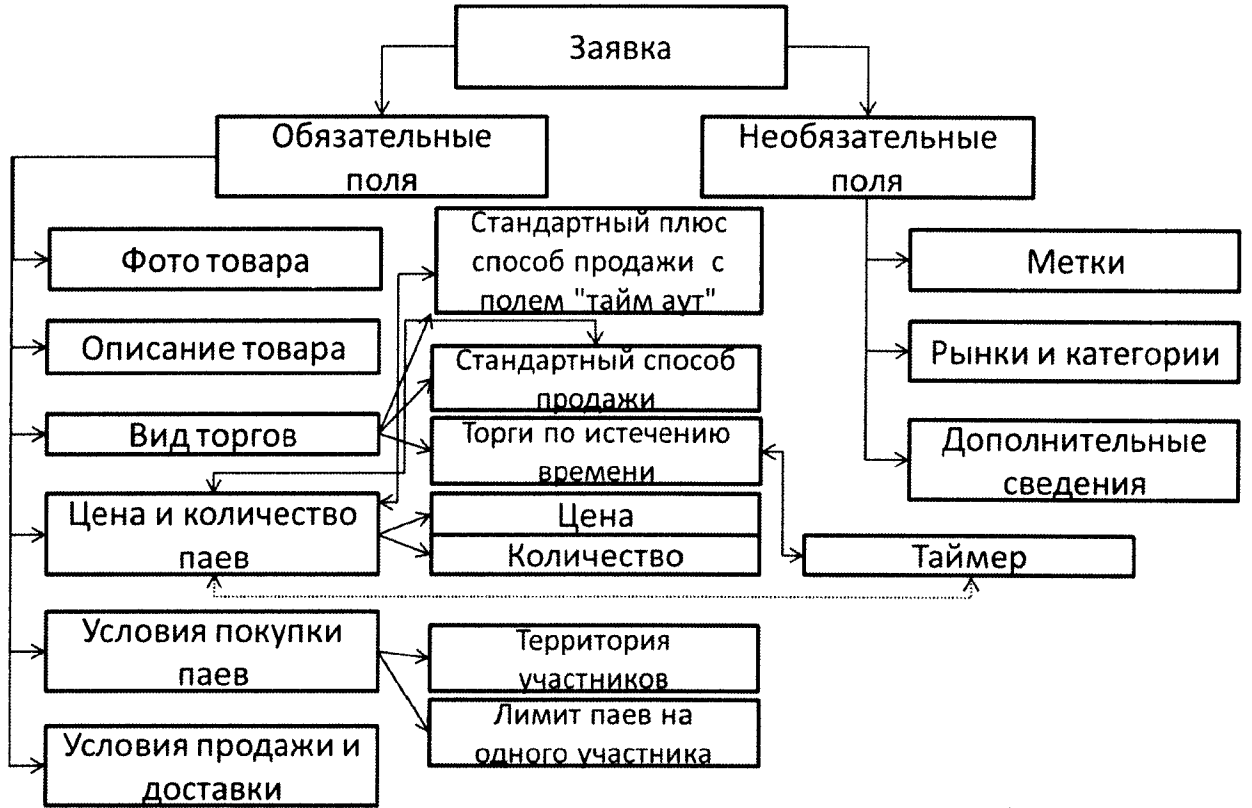 Заявка
Обязательные
поля
Необязательные
поля
Фото товара
Описание товара
Вид торгов
Цена и количество
паев
Условия покупки
паев
Условия продажи и
доставки
Стандартный плюс
способ продажи с
полем "тайм аут"
Стандартный способ
продажи
Торги по истечению
времени
Цена
Количество
Территория
участников
Лимит паев на
одного участника
Метки
Рынки и категории
Дополнительные
сведения
Таймер